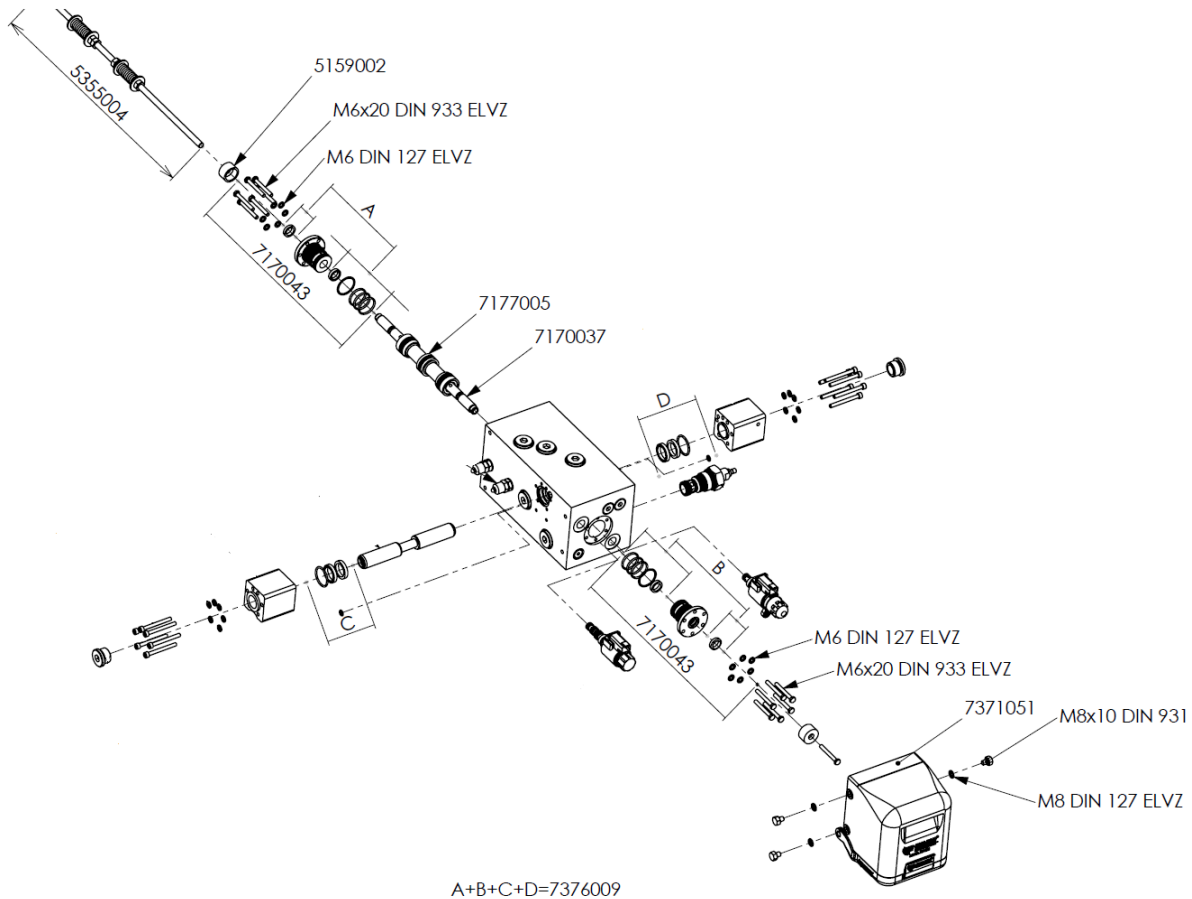 5159002
5355004
M6x20 DIN 933 ELVZ
M6 DIN 127 ELVZ
A
7170043
7177005
7170037
D
B
C
7170043
M6 DIN 127 ELVZ
M6x20 DIN 933 ELVZ
7371051
M8x10 DIN 931
M8 DIN 127 ELVZ
A+B+C+D=7376009